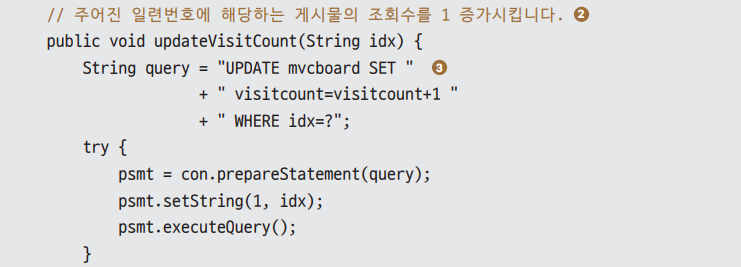 // 주어진 일련번호에 해당하는 게시물의 조회수를 1 증가시킵니다. ❷
public void updateVisitCount(String idx) {
    String query = "UPDATE mvcboard SET "  ❸
                 + " visitcount=visitcount+1 "
                 + " WHERE idx=?";
    try {
        psmt = con.prepareStatement(query);
        psmt.setString(1, idx);
        psmt.executeQuery();
    }